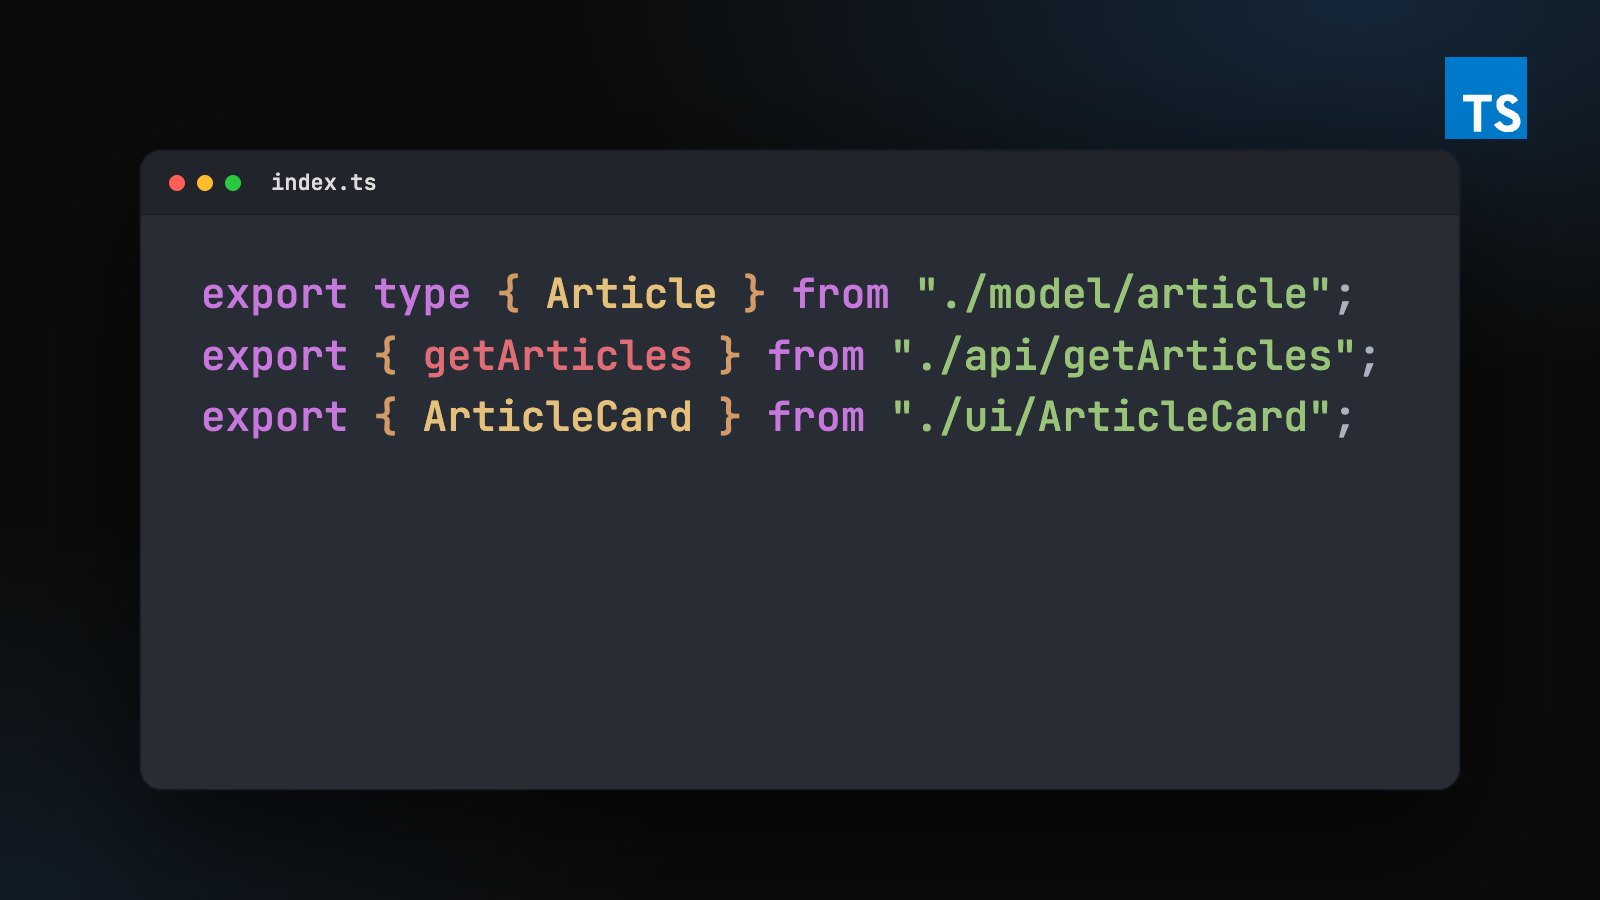 TS
index.ts
export type { Article } from "./model/article";
export { getArticles } from "./api/getArticles";
export { ArticleCard } from "./ui/ArticleCard";